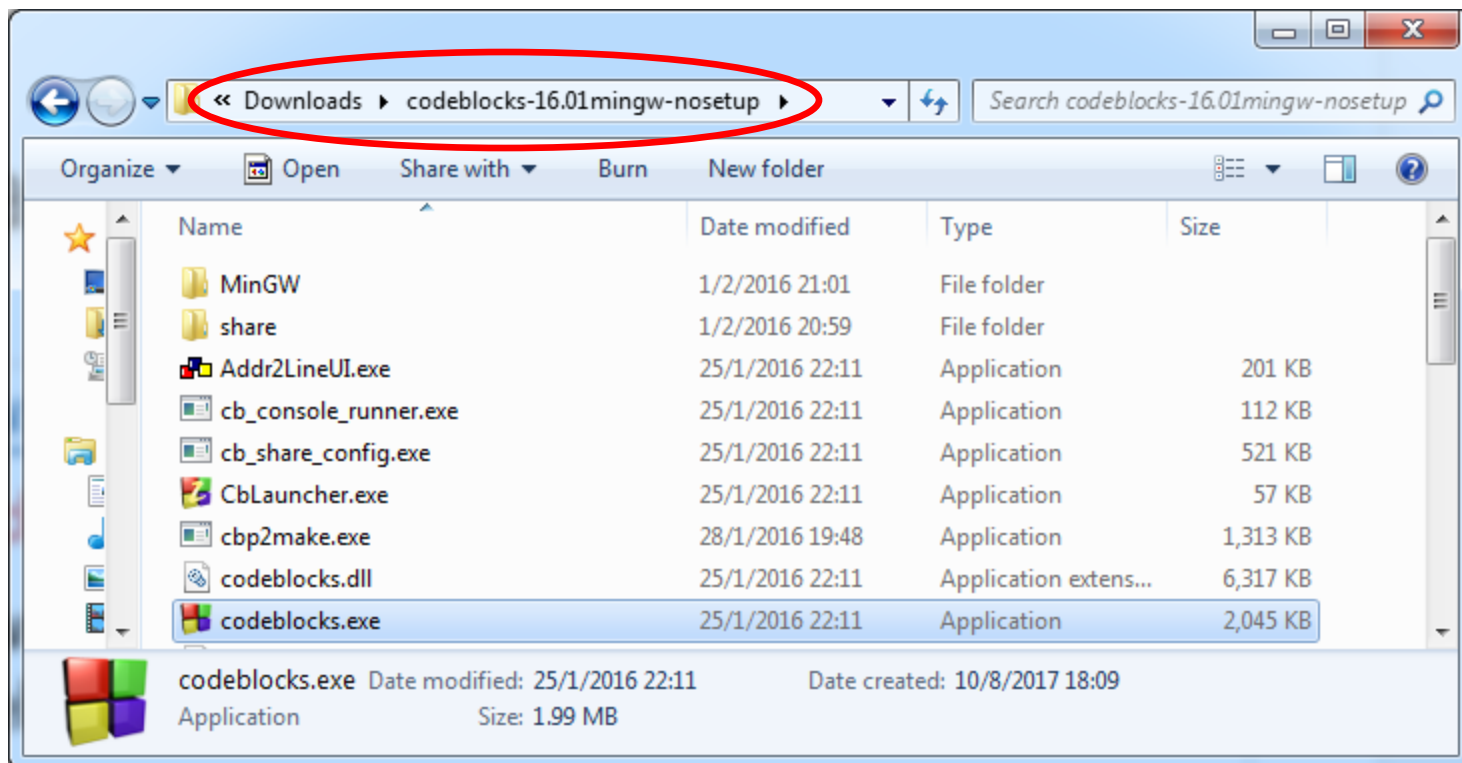 « Downloads ▸ codeblocks-16.01mingw-nosetup ▸ Search codeblocks-16.01mingw-nosetup
Organize Open Share with Burn New folder
Name Date modified Type Size
MinGW 1/2/2016 21:01 File folder
share 1/2/2016 20:59 File folder
Addr2LineUI.exe 25/1/2016 22:11 Application 201 KB
cb_console_runner.exe 25/1/2016 22:11 Application 112 KB
cb_share_config.exe 25/1/2016 22:11 Application 521 KB
CbLauncher.exe 25/1/2016 22:11 Application 57 KB
cbp2make.exe 28/1/2016 19:48 Application 1,313 KB
codeblocks.dll 25/1/2016 22:11 Application extens... 6,317 KB
codeblocks.exe 25/1/2016 22:11 Application 2,045 KB
codeblocks.exe Date modified: 25/1/2016 22:11 Date created: 10/8/2017 18:09
Application Size: 1.99 MB